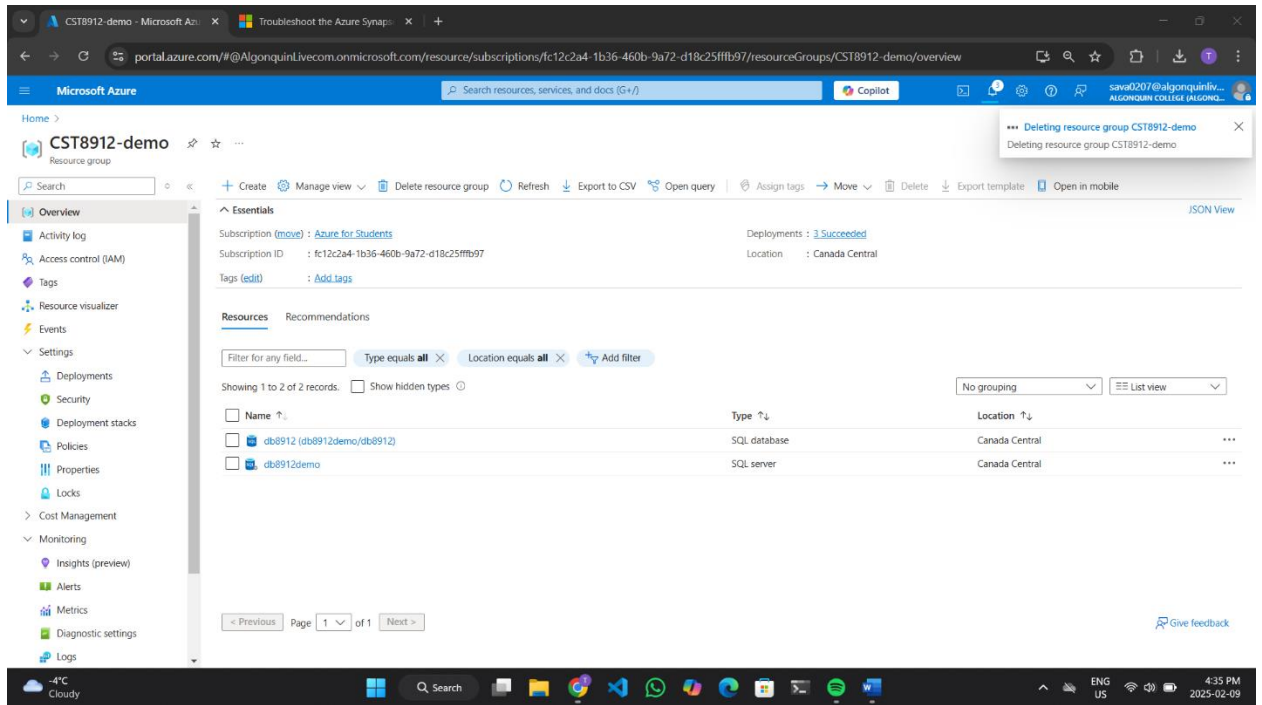 CST8912-demo - Microsoft Azu
Troubleshoot the Azure Synaps
portal.azure.com/#@AlgonquinLivecom.onmicrosoft.com/resource/subscriptions/fc12c2a4-1b36-460b-9a72-d18c25fffb97/resourceGroups/CST8912-demo/overview
T
Microsoft Azure
Search resources, services, and docs (G+/)
Copilot
3
sava0207@algonquinliv...
ALGONQUIN COLLEGE (ALGONQ...
Home >
CST8912-demo
Resource group
Deleting resource group CST8912-demo
Deleting resource group CST8912-demo
Search
Create Manage view Delete resource group Refresh Export to CSV Open query Assign tags Move Delete Export template Open in mobile
Overview
Activity log
Access control (IAM)
Tags
Resource visualizer
Events
Settings
Deployments
Security
Deployment stacks
Policies
Properties
Locks
Cost Management
Monitoring
Insights (preview)
Alerts
Metrics
Diagnostic settings
Logs
Essentials
JSON View
Subscription (move) : Azure for Students
Deployments : 3 Succeeded
Subscription ID : fc12c2a4-1b36-460b-9a72-d18c25fffb97
Location : Canada Central
Tags (edit) : Add tags
Resources Recommendations
Filter for any field... Type equals all Location equals all Add filter
Showing 1 to 2 of 2 records. Show hidden types
No grouping List view
Name Type Location
db8912 (db8912demo/db8912) SQL database Canada Central
db8912demo SQL server Canada Central
< Previous Page 1 of 1 Next >
Give feedback
-4°C
Cloudy
Search
ENG
US
4:35 PM
2025-02-09